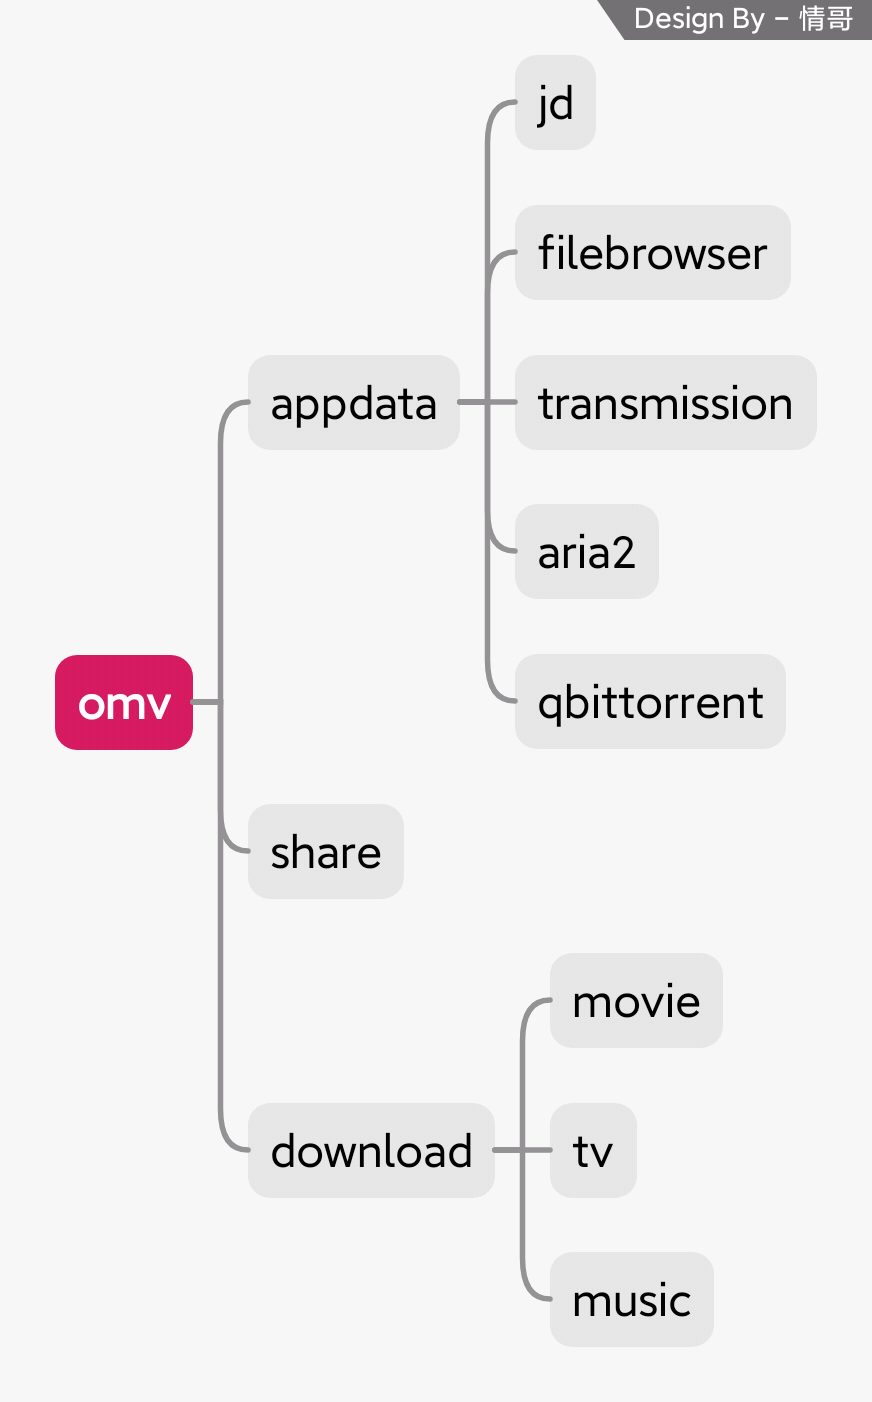 Design By - 情哥
jd
filebrowser
appdata
transmission
aria2
omv
qbittorrent
share
movie
download
tv
music